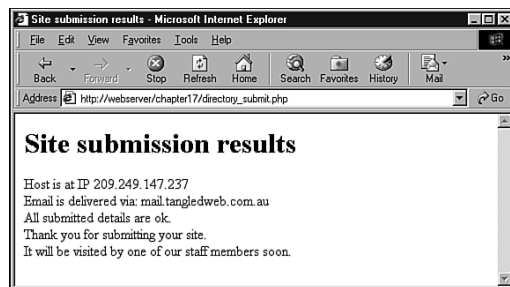 Site submission results - Microsoft Internet Explorer
File Edit View Favorites Tools Help
Back Forward Stop Refresh Home Search Favorites History Mail »
Address http://webserver/chapter17/directory_submit.php Go
Site submission results
Host is at IP 209.249.147.237
Email is delivered via: mail.tangledweb.com.au
All submitted details are ok.
Thank you for submitting your site.
It will be visited by one of our staff members soon.